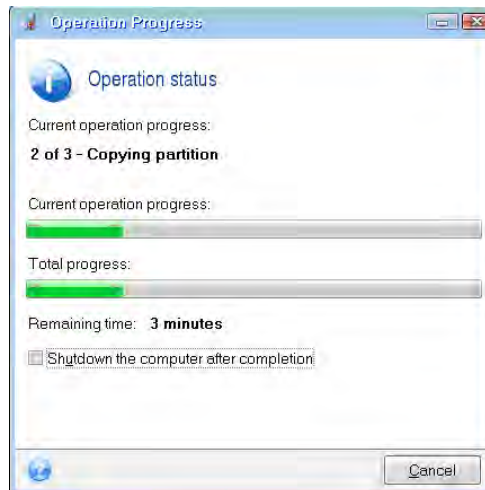 Operation Progress
Operation status
Current operation progress:
2 of 3 - Copying partition
Current operation progress:
Total progress:
Remaining time: 3 minutes
Shutdown the computer after completion
Cancel